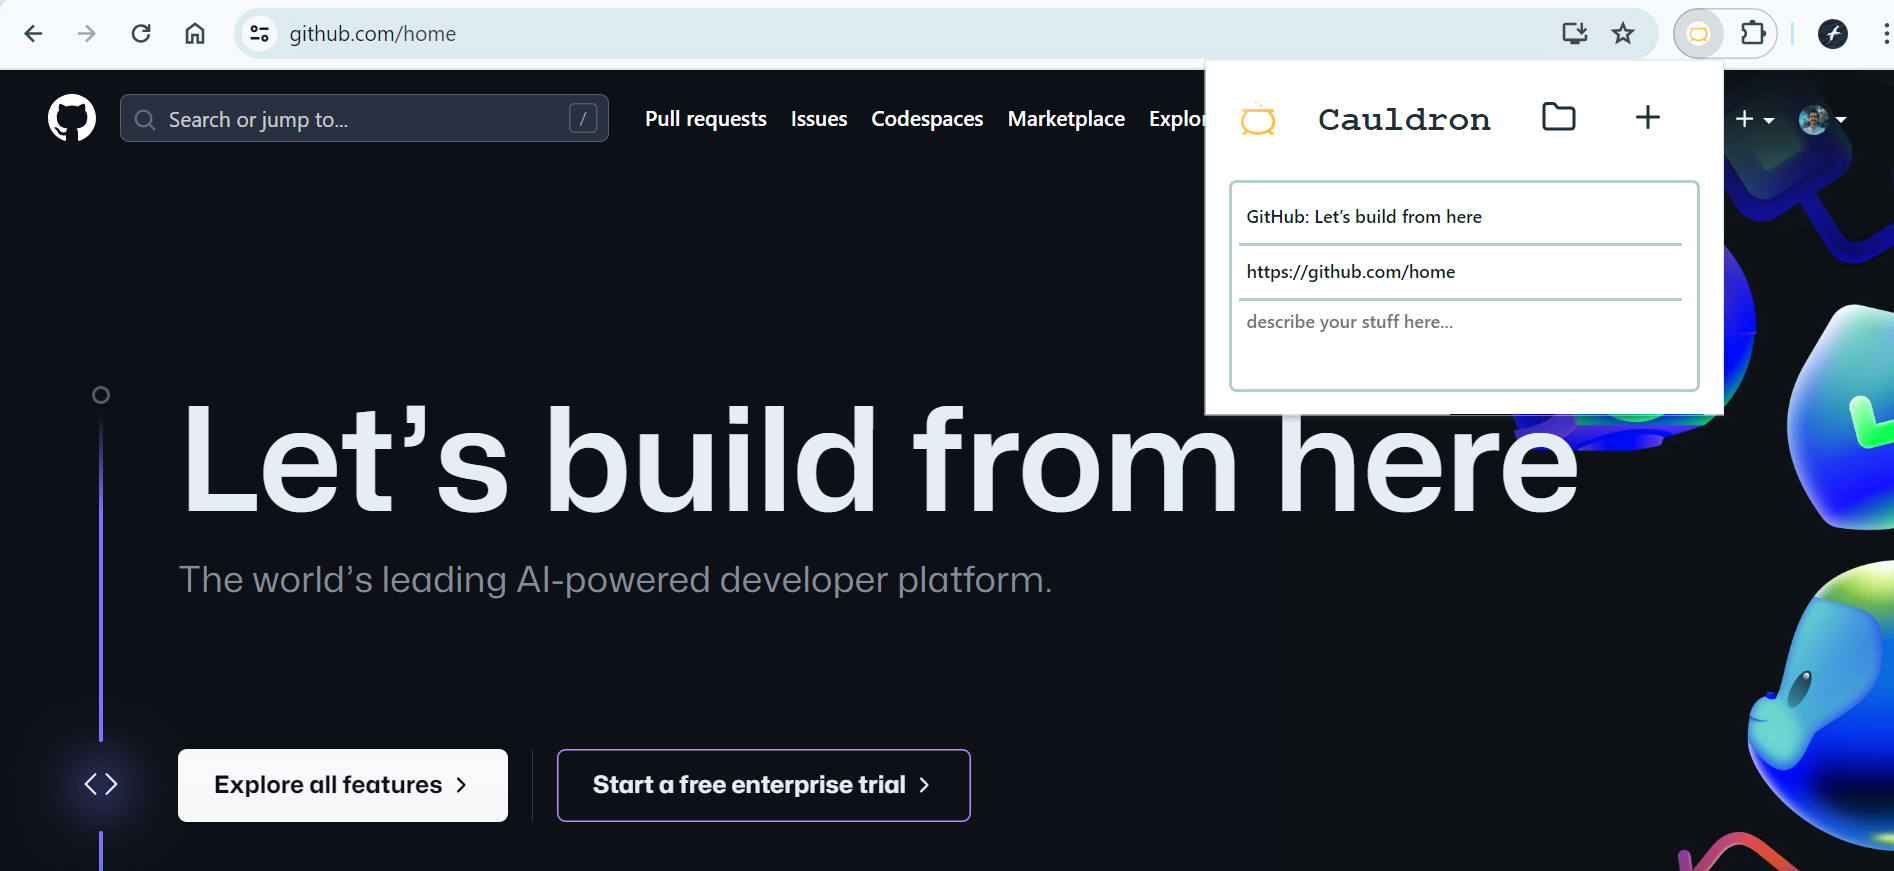 github.com/home
Search or jump to...
/
Pull requests
Issues
Codespaces
Marketplace
Explor
Cauldron
GitHub: Let's build from here
https://github.com/home
describe your stuff here...
Let’s build from here
The world’s leading AI-powered developer platform.
Explore all features
Start a free enterprise trial